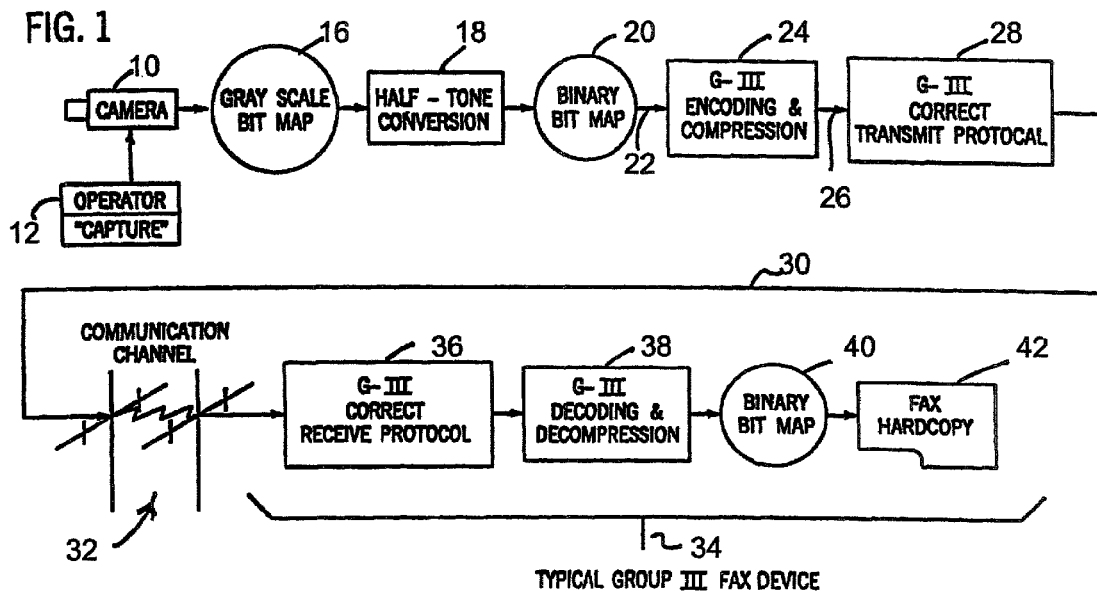 FIG. 1
10
16
18
20
24
28
CAMERA
GRAY SCALE
BIT MAP
HALF - TONE
CONVERSION
BINARY
BIT MAP
G-III
ENCODING &
COMPRESSION
G-III
CORRECT
TRANSMIT PROTOCAL
22
26
12
OPERATOR
"CAPTURE"
30
COMMUNICATION
CHANNEL
36
38
40
42
G-III
CORRECT
RECEIVE PROTOCOL
G-III
DECODING &
DECOMPRESSION
BINARY
BIT MAP
FAX
HARDCOPY
32
34
TYPICAL GROUP III FAX DEVICE